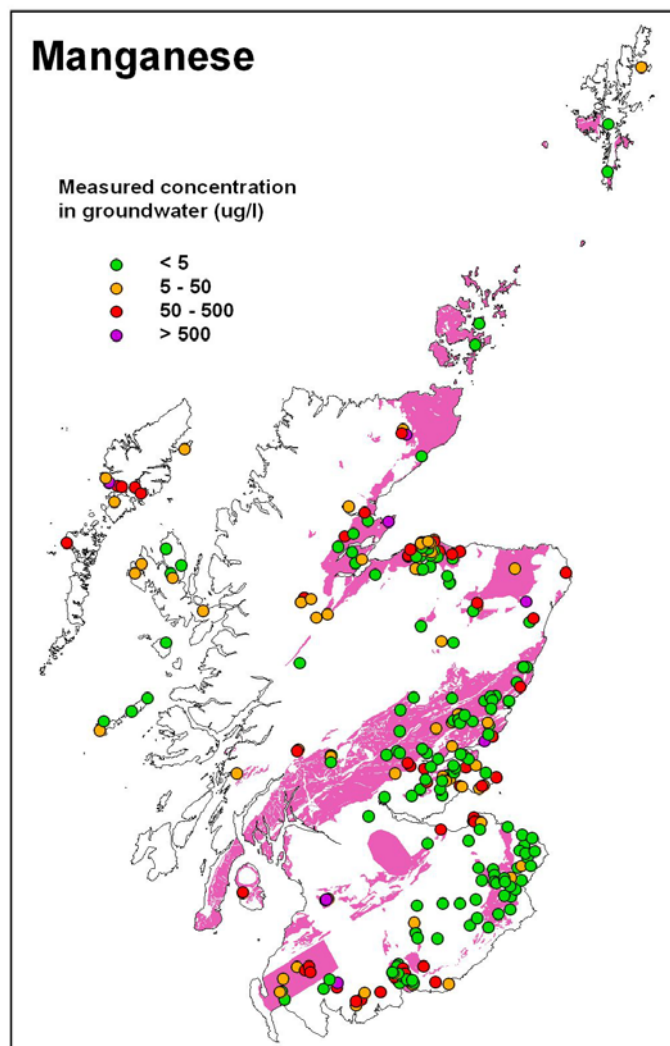 Manganese
Measured concentration
in groundwater (ug/l)
< 5
5 - 50
50 - 500
> 500